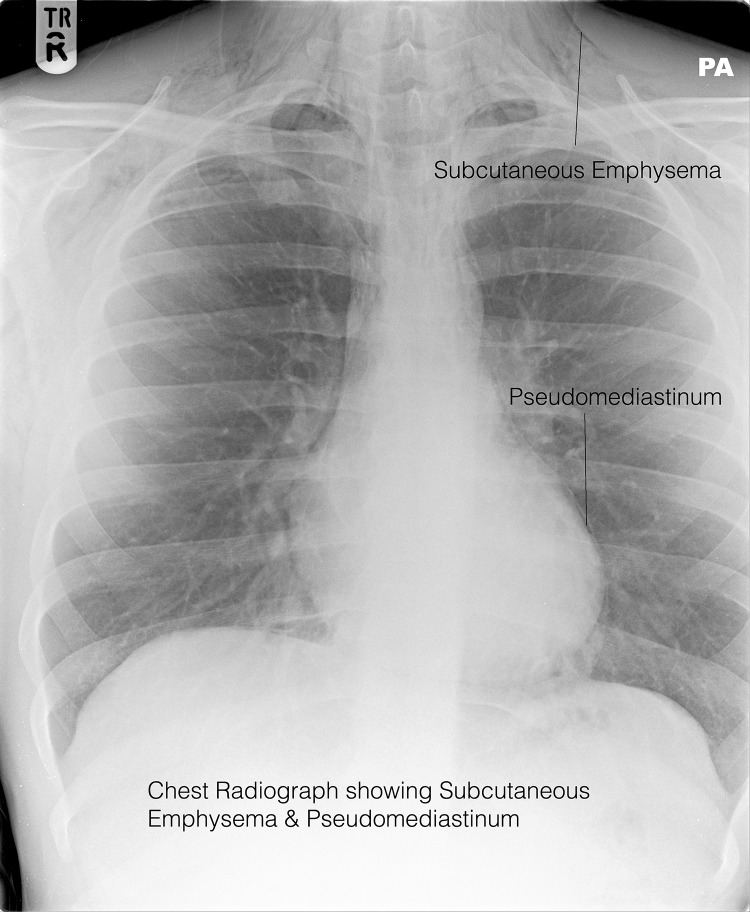 TR
R
PA
Subcutaneous Emphysema
Pseudomediastinum
Chest Radiograph showing Subcutaneous
Emphysema & Pseudomediastinum